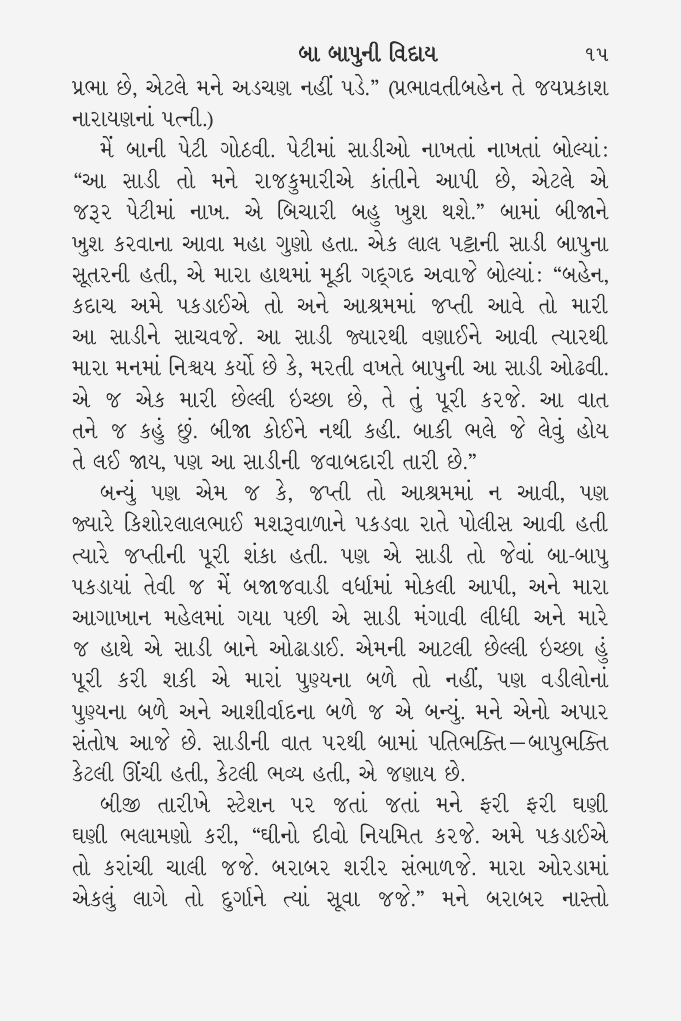 બા બાપુની વિદાય ૧૫
પ્રભા છે, એટલે મને અડચણ નહીં પડે.” (પ્રભાવતીબહેન તે જયપ્રકાશ
નારાયણનાં પત્ની.)
મેં બાની પેટી ગોઠવી. પેટીમાં સાડીઓ નાખતાં નાખતાં બોલ્યાં:
“આ સાડી તો મને રાજકુમારીએ કાંતીને આપી છે, એટલે એ
જરૂર પેટીમાં નાખ. એ બિચારી બહુ ખુશ થશે.” બામાં બીજાને
ખુશ કરવાના આવા મહા ગુણો હતા. એક લાલ પટ્ટાની સાડી બાપુના
સૂતરની હતી, એ મારા હાથમાં મૂકી ગદ્‌ગદ અવાજે બોલ્યાં: “બહેન,
કદાચ અમે પકડાઈએ તો અને આશ્રમમાં જપ્તી આવે તો મારી
આ સાડીને સાચવજે. આ સાડી જ્યારથી વણાઈને આવી ત્યારથી
મારા મનમાં નિશ્ચય કર્યો છે કે, મરતી વખતે બાપુની આ સાડી ઓઢવી.
એ જ એક મારી છેલ્લી ઇચ્છા છે, તે તું પૂરી કરજે. આ વાત
તને જ કહું છું. બીજા કોઈને નથી કહી. બાકી ભલે જે લેવું હોય
તે લઈ જાય, પણ આ સાડીની જવાબદારી તારી છે.”
બન્યું પણ એમ જ કે, જપ્તી તો આશ્રમમાં ન આવી, પણ
જ્યારે કિશોરલાલભાઈ મશરૂવાળાને પકડવા રાતે પોલીસ આવી હતી
ત્યારે જપ્તીની પૂરી શંકા હતી. પણ એ સાડી તો જેવાં બા-બાપુ
પકડાયાં તેવી જ મેં બજાજવાડી વર્ધામાં મોકલી આપી, અને મારા
આગાખાન મહેલમાં ગયા પછી એ સાડી મંગાવી લીધી અને મારે
જ હાથે એ સાડી બાને ઓઢાડાઈ. એમની આટલી છેલ્લી ઇચ્છા હું
પૂરી કરી શકી એ મારાં પુણ્યના બળે તો નહીં, પણ વડીલોનાં
પુણ્યના બળે અને આશીર્વાદના બળે જ એ બન્યું. મને એનો અપાર
સંતોષ આજે છે. સાડીની વાત પરથી બામાં પતિભક્તિ—બાપુભક્તિ
કેટલી ઊંચી હતી, કેટલી ભવ્ય હતી, એ જણાય છે.
બીજી તારીખે સ્ટેશન પર જતાં જતાં મને ફરી ફરી ઘણી
ઘણી ભલામણો કરી, “ઘીનો દીવો નિયમિત કરજે. અમે પકડાઈએ
તો કરાંચી ચાલી જજે. બરાબર શરીર સંભાળજે. મારા ઓરડામાં
એકલું લાગે તો દુર્ગાને ત્યાં સૂવા જજે.” મને બરાબર નાસ્તો